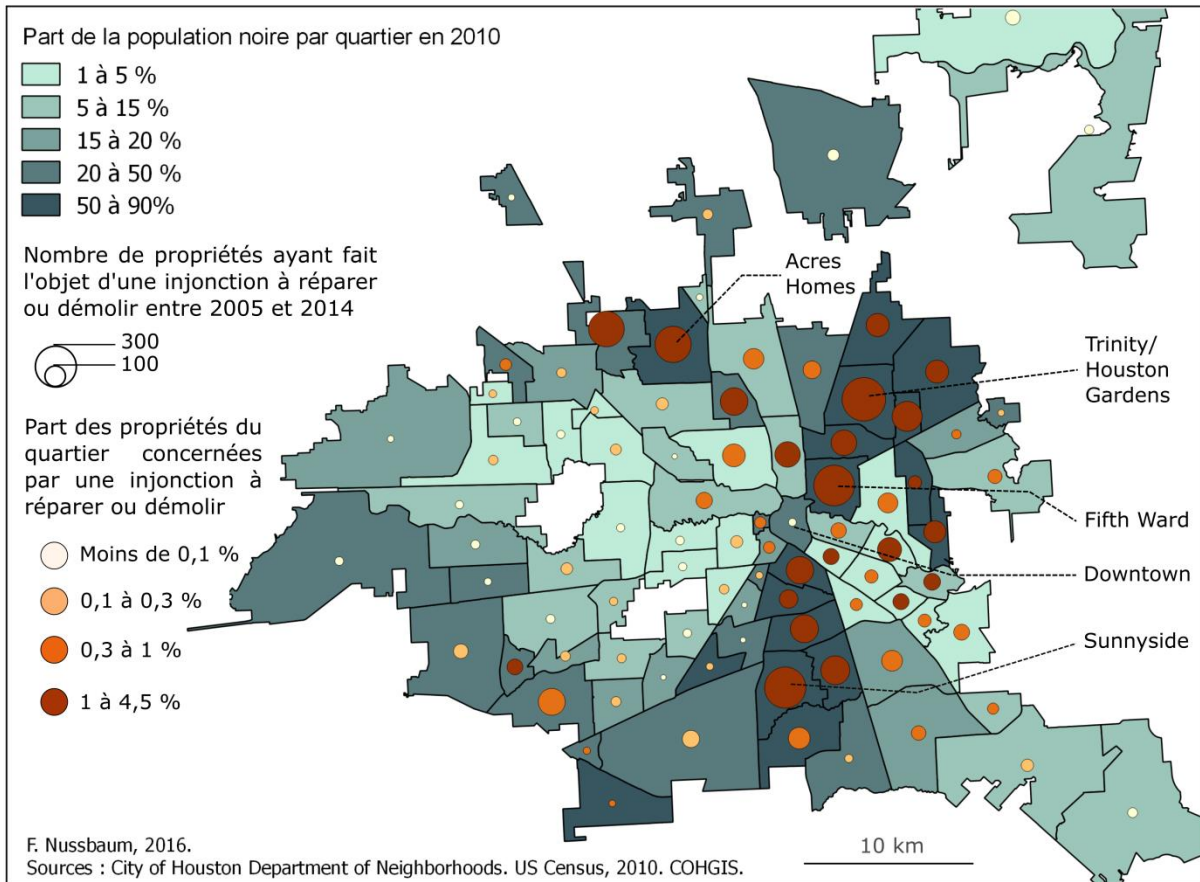 Part de la population noire par quartier en 2010
1 à 5 %
5 à 15 %
15 à 20 %
20 à 50 %
50 à 90%
Nombre de propriétés ayant fait
l'objet d'une injonction à réparer
ou démolir entre 2005 et 2014
300
100
Part des propriétés du
quartier concernées
par une injonction à
réparer ou démolir
Moins de 0,1 %
0,1 à 0,3 %
0,3 à 1 %
1 à 4,5 %
Acres
Homes
Trinity/
Houston
Gardens
Fifth Ward
Downtown
Sunnyside
F. Nussbaum, 2016.
Sources : City of Houston Department of Neighborhoods. US Census, 2010. COHGIS.
10 km